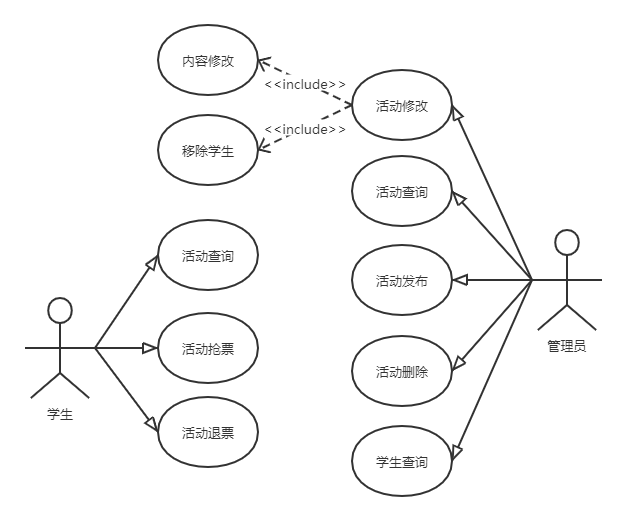 内容修改
<<include>>
活动修改
<<include>>
移除学生
活动查询
活动查询
活动发布
活动抢票
管理员
活动删除
学生
活动退票
学生查询